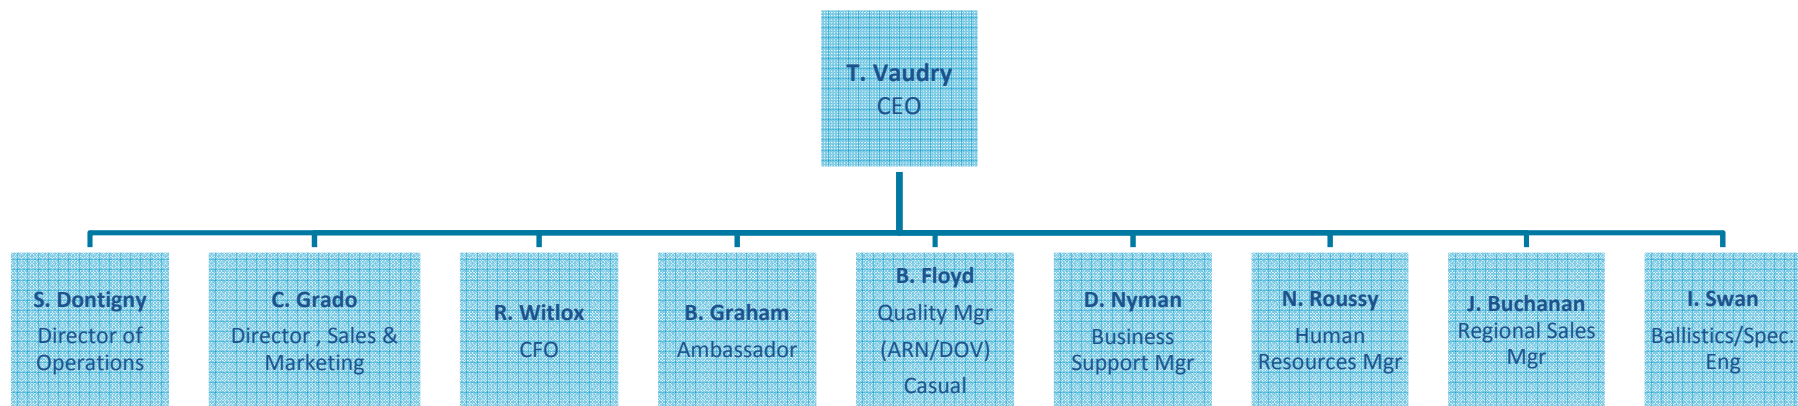 T. Vaudry
CEO
S. Dontigny
Director of
Operations
C. Grado
Director , Sales &
Marketing
R. Witlox
CFO
B. Graham
Ambassador
B. Floyd
Quality Mgr
(ARN/DOV)
Casual
D. Nyman
Business
Support Mgr
N. Roussy
Human
Resources Mgr
J. Buchanan
Regional Sales
Mgr
I. Swan
Ballistics/Spec.
Eng